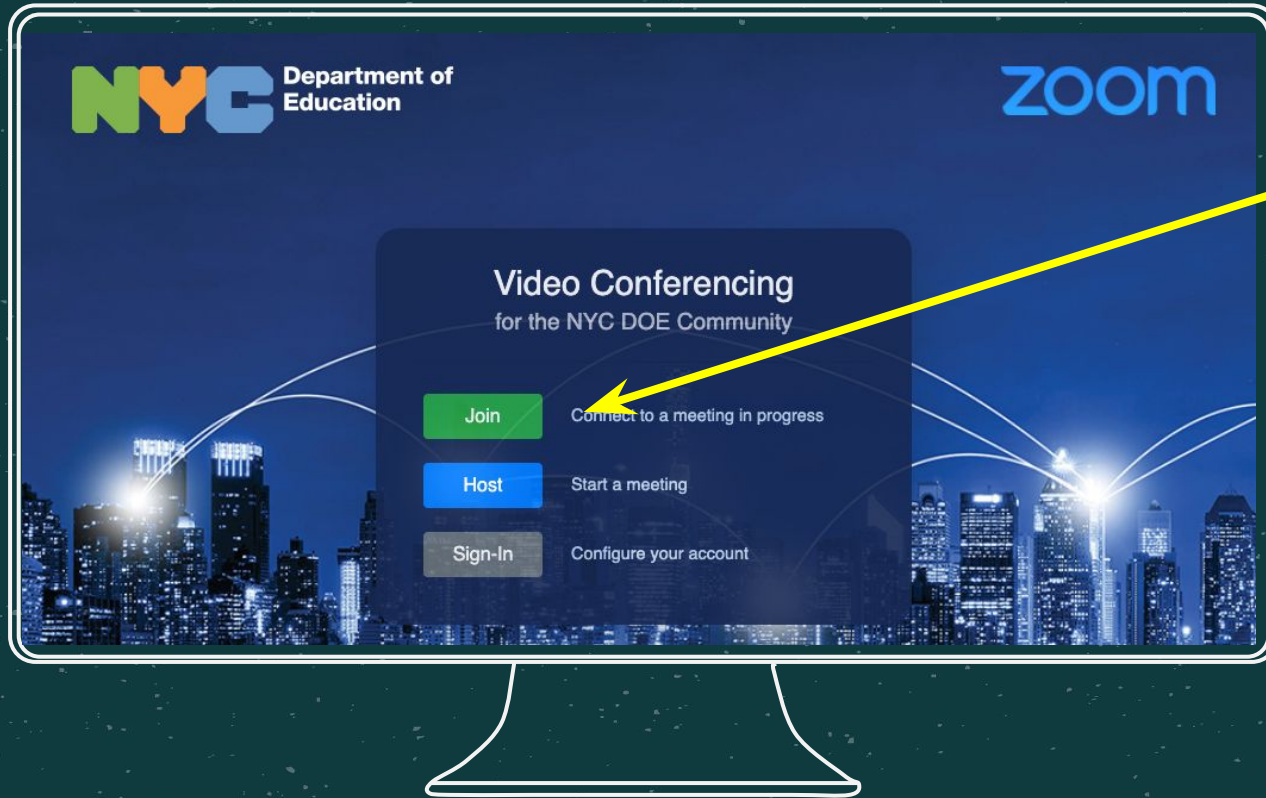 NYC
Department of
Education
zoom
Video Conferencing
for the NYC DOE Community
Join
Connect to a meeting in progress
Host
Start a meeting
Sign-In
Configure your account